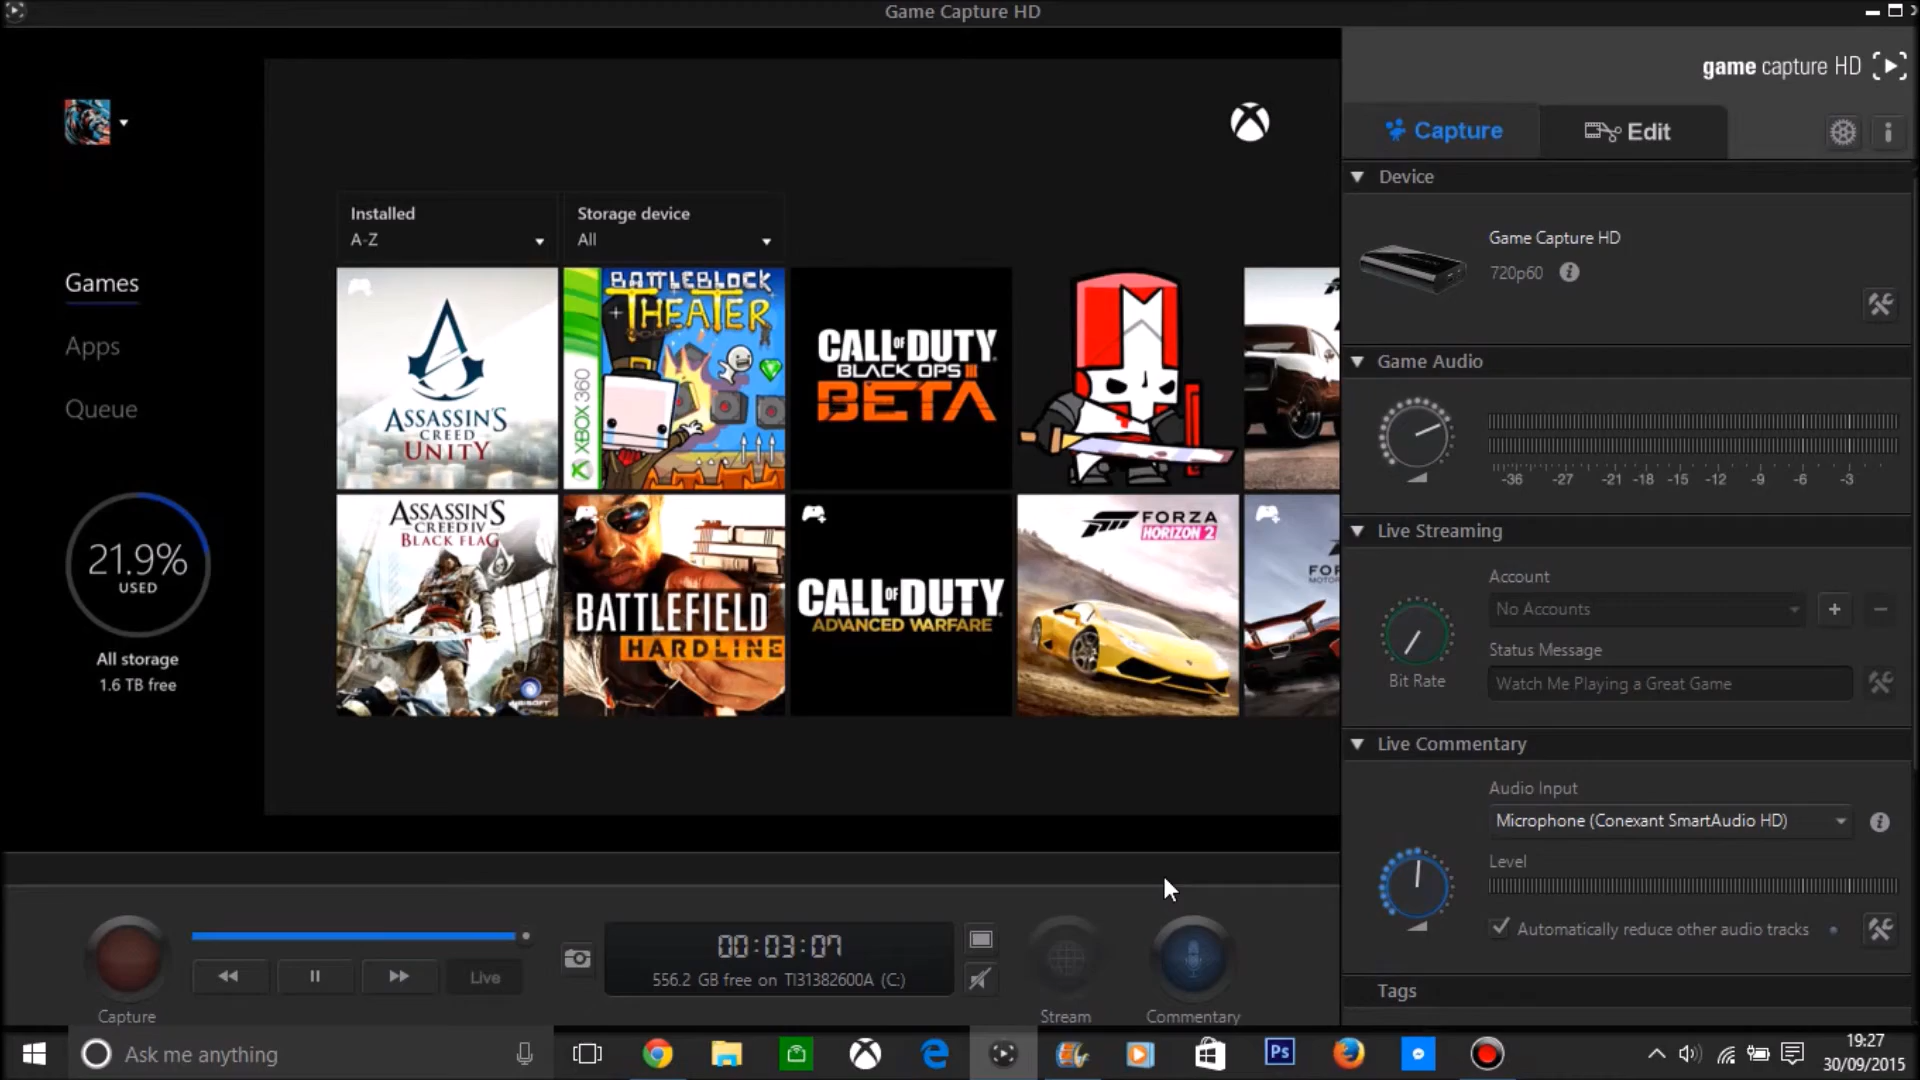 Game Capture HD
game capture HD
Capture
Edit
Device
Game Capture HD
720p60
Game Audio
-36 -27 -21 -18 -15 -12 -9 -6 -3
Live Streaming
Account
No Accounts
Status Message
Watch Me Playing a Great Game
Bit Rate
Live Commentary
Audio Input
Microphone (Conexant SmartAudio HD)
Level
Automatically reduce other audio tracks
Tags
Games
Apps
Queue
21.9%
USED
All storage
1.6 TB free
Installed
A-Z
Storage device
All
ASSASSIN'S
CREED
UNITY
XBOX 360
BATTLEBLOCK
THEATER
CALL OF DUTY
BLACK OPS III
BETA
ASSASSIN'S
CREED IV
BLACK FLAG
UBISOFT
BATTLEFIELD
HARDLINE
CALL OF DUTY
ADVANCED WARFARE
FORZA
HORIZON 2
FOR
MOTO
Capture
Live
00:03:07
556.2 GB free on TI31382600A (C:)
Stream
Commentary
Ask me anything
Ps
19:27
30/09/2015